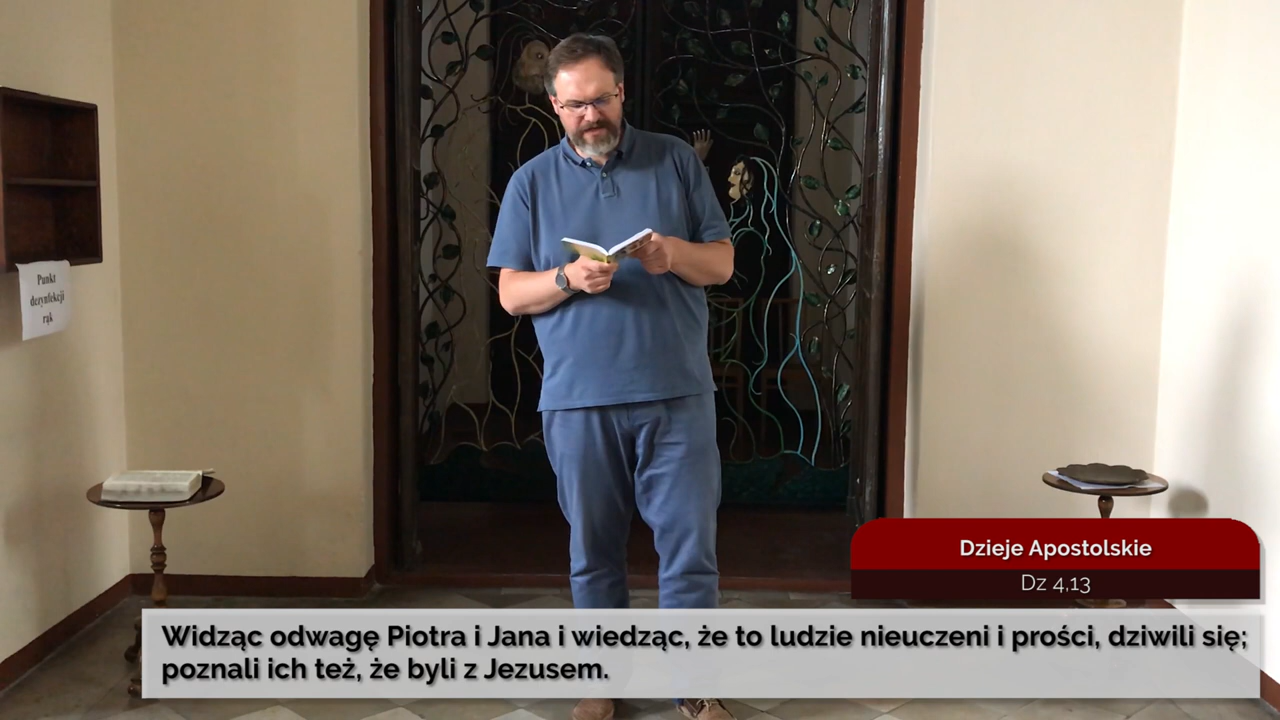 Punkt
dezynfekcji
rąk
Dzieje Apostolskie
Dz 4,13
Widząc odwagę Piotra i Jana i wiedząc, że to ludzie nieuczeni i prości, dziwili się;
poznali ich też, że byli z Jezusem.